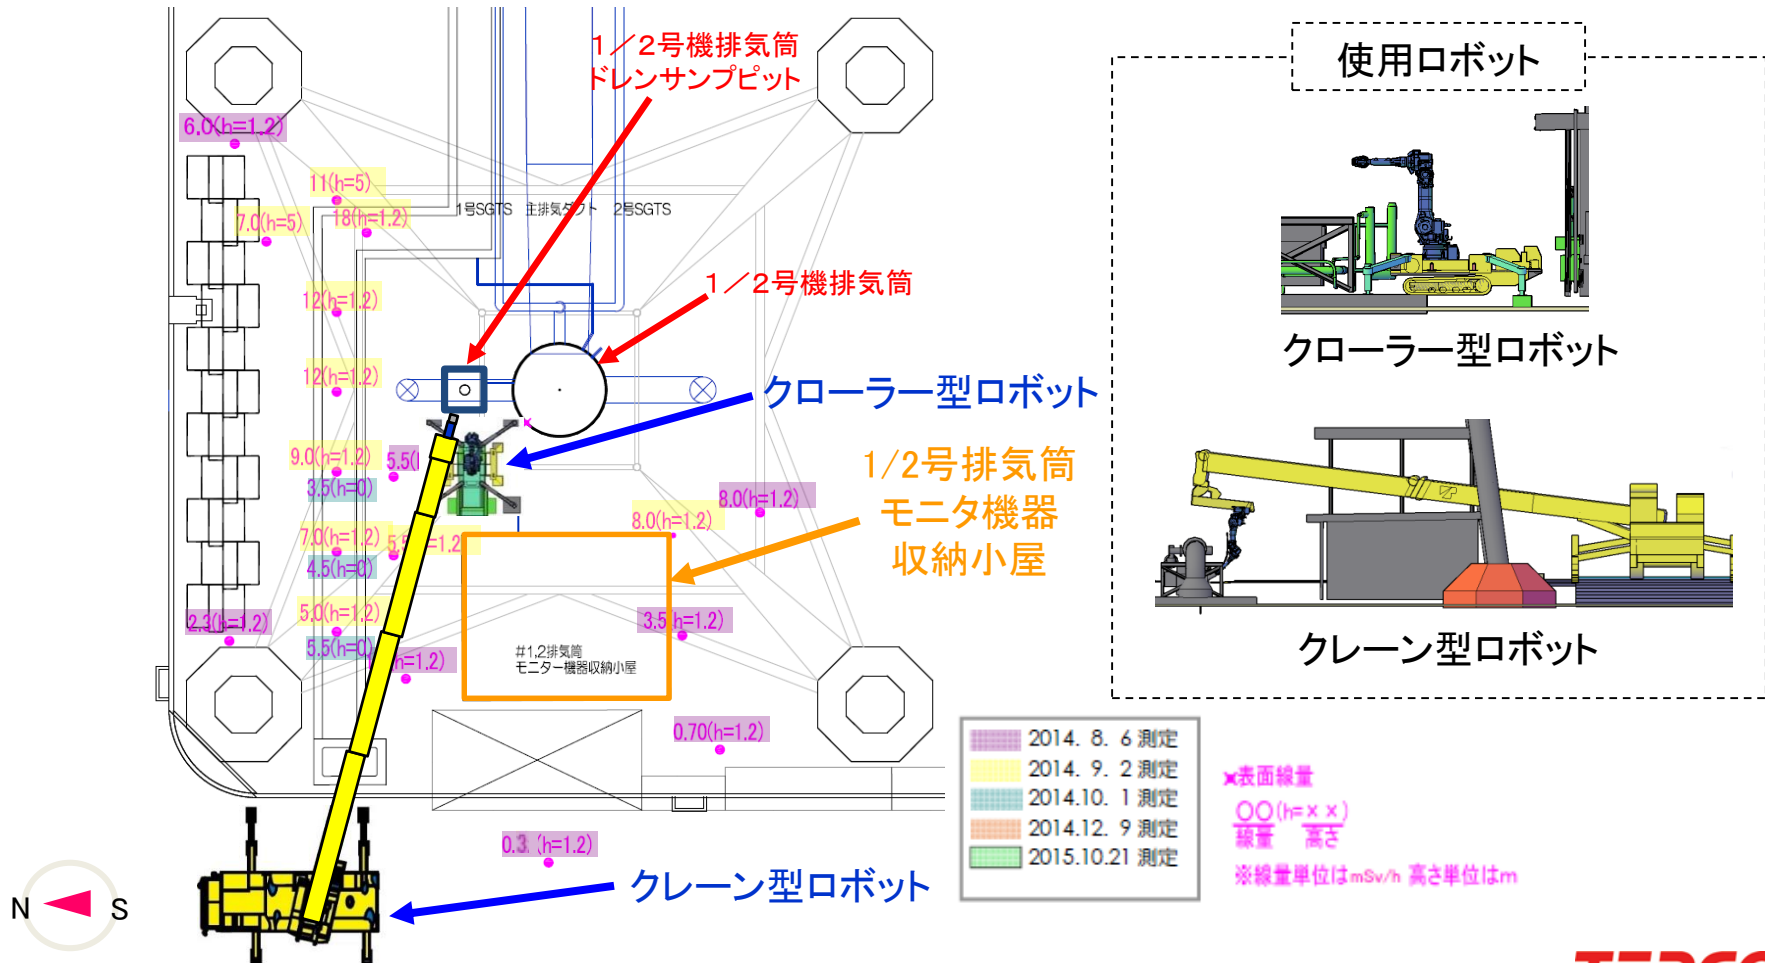 1／2号機排気筒
ドレンサンプピット
使用ロボット
6.0(h=1.2)
11(h=5)
18(h=1.2)
7.0(h=5)
1号SGTS 主排気ダクト 2号SGTS
1／2号機排気筒
12(h=1.2)
12(h=1.2)
クローラー型ロボット
クローラー型ロボット
9.0(h=1.2)
3.5(h=0)
1/2号排気筒
モニタ機器
収納小屋
8.0(h=1.2)
8.0(h=1.2)
7.0(h=1.2)
4.5(h=0)
5.0(h=1.2)
5.5(h=0)
2.3(h=1.2)
3.5(h=1.2)
#1,2排気筒
モニター機器収納小屋
クレーン型ロボット
0.70(h=1.2)
2014. 8. 6 測定
2014. 9. 2 測定
2014.10. 1 測定
2014.12. 9 測定
2015.10.21 測定
×表面線量
〇〇(h=××)
線量 高さ
※線量単位はmSv/h 高さ単位はm
(h=1.2)
クレーン型ロボット
N S